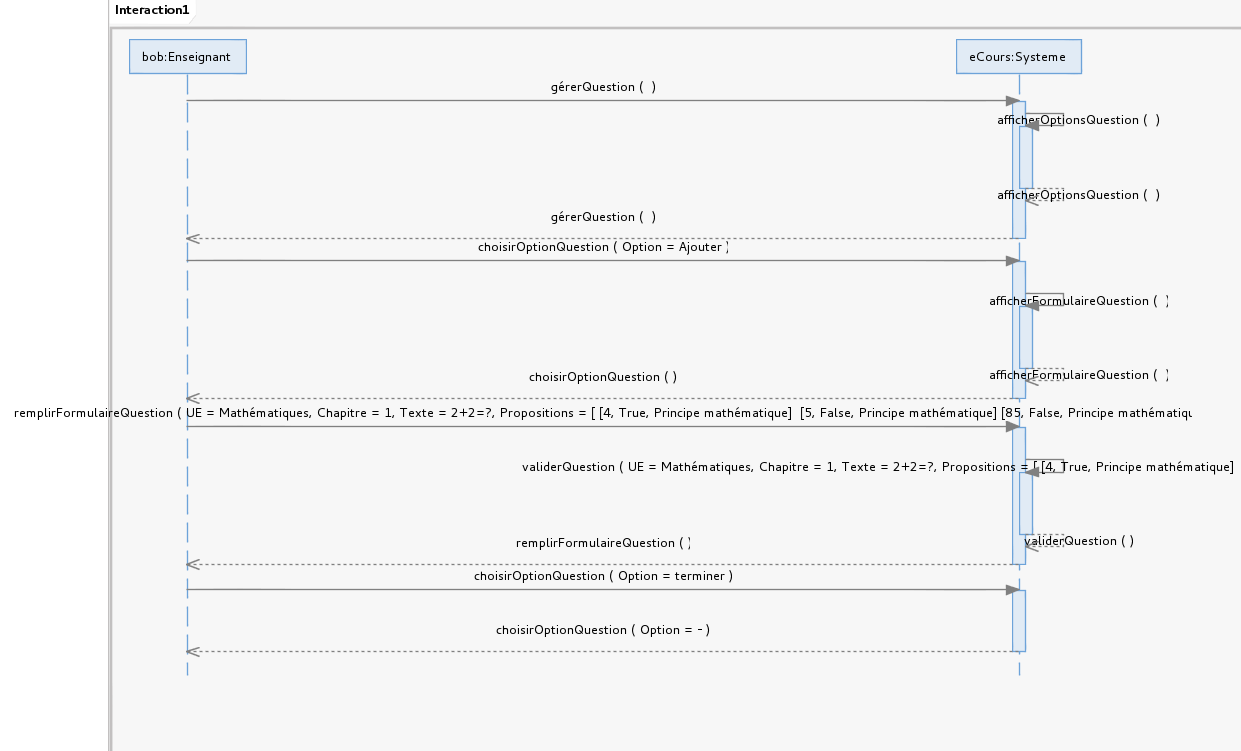 Interaction1
bob:Enseignant
eCours:Systeme
gérerQuestion ( )
afficherOptionsQuestion ( )
afficherOptionsQuestion ( )
gérerQuestion ( )
choisirOptionQuestion ( Option = Ajouter )
afficherFormulaireQuestion ( )
afficherFormulaireQuestion ( )
choisirOptionQuestion ( )
remplirFormulaireQuestion ( UE = Mathématiques, Chapitre = 1, Texte = 2+2=?, Propositions = [ [4, True, Principe mathématique] [5, False, Principe mathématique] [85, False, Principe mathématiqu
validerQuestion ( UE = Mathématiques, Chapitre = 1, Texte = 2+2=?, Propositions = [ [4, True, Principe mathématique]
validerQuestion ( )
remplirFormulaireQuestion ( )
choisirOptionQuestion ( Option = terminer )
choisirOptionQuestion ( Option = - )